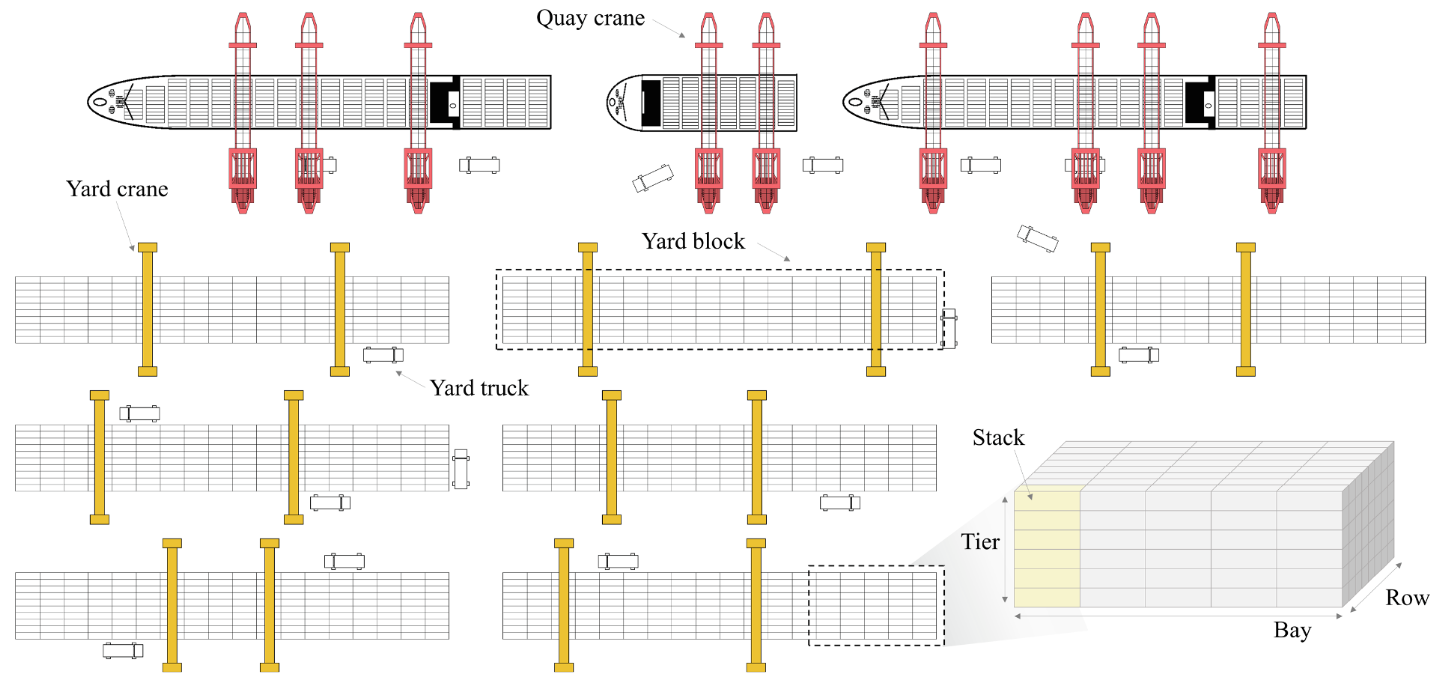 Quay crane
Yard crane
Yard block
Yard truck
Stack
Tier
Row
Bay